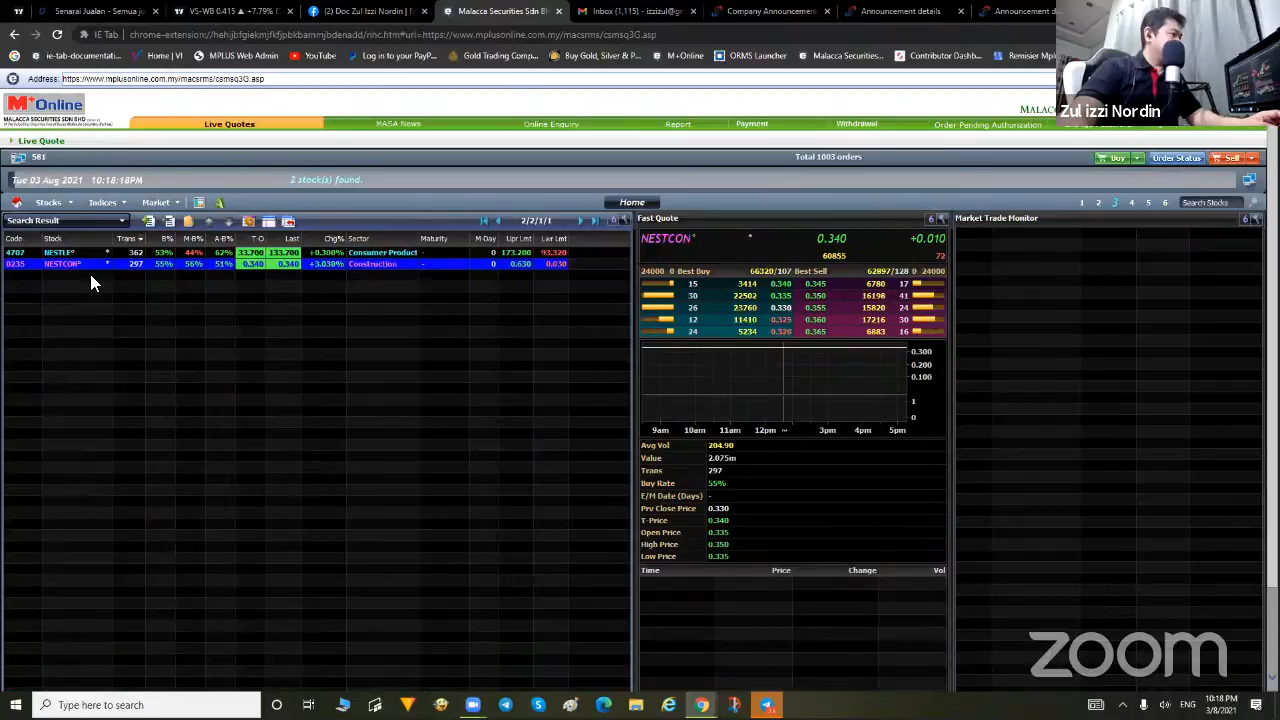 Senarai Jualan - Semua ju
VS-WB 0.415 ▲ +7.79% E
(2) Doc Zul Izzi Nordin | F
Malacca Securities Sdn Bh
Inbox (1,115) - izzizul@gm
Company Announcemen
Announcement details
Announcement d
IE Tab
chrome-extension://hehijbfgiekmjfkfjpbkbammjbdenadd/nhc.htm#url=https://www.mplusonline.com.my/macsrms/csmsq3G.asp
ie-tab-documentati...
Home | VI
YouTube
Log in to your PayP...
Gold Trading Comp...
Buy Gold, Silver & P...
M+Online
ORMS Launcher
Malacca Securities...
Contributor Dashb...
Remisier Mpl
Address: https://www.mplusonline.com.my/macsrms/csmsq3G.asp
Zul izzi Nordin
M+Online
MALACCA SECURITIES SDN BHD
MALACC
Live Quotes
MASA News
Online Enquiry
Report
Payment
Withdrawal
Order Pending Authorization
Live Quote
581
Total 1003 orders
Buy
Order Status
Sell
Tue 03 Aug 2021 10:18:18PM
2 stock(s) found.
Stocks
Indices
Market
Home
1 2 3 4 5 6
Search Stocks
Search Result
2/2/1/1
6
Code Stock Trans B% M-B% A-B% T-O Last Chg% Sector Maturity M-Day Upr Lmt Lwr Lmt
4707 NESTLE° * 362 53% 44% 62% 33.700 133.700 +0.300% Consumer Product - 0 173.200 93.320
0235 NESTCON° * 297 55% 56% 51% 0.340 0.340 +3.030% Construction - 0 0.630 0.030
Fast Quote
6
NESTCON° * 0.340 +0.010
60855 72
24000 0 Best Buy 66320/107 Best Sell 62897/128 0 24000
15 3414 0.340 0.345 6780 17
30 22502 0.335 0.350 16198 41
26 23760 0.330 0.355 15820 24
12 11410 0.325 0.360 17216 30
24 5234 0.320 0.365 6883 16
0.300
0.200
0.100
1
0
9am 10am 11am 12pm ~ 3pm 4pm 5pm
Avg Vol 204.90
Value 2.075m
Trans 297
Buy Rate 55%
E/M Date (Days) -
Prv Close Price 0.330
T-Price 0.340
Open Price 0.335
High Price 0.350
Low Price 0.335
Time Price Change Vol
Market Trade Monitor
6
zoom
Type here to search
10:18 PM
3/8/2021